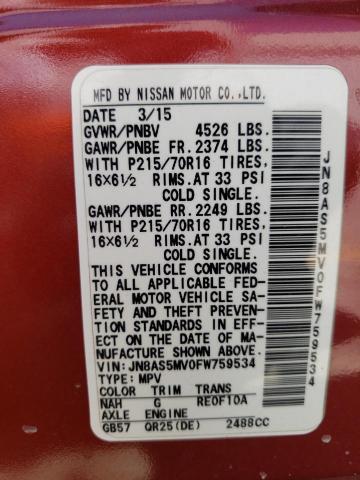 MFD BY NISSAN MOTOR CO.,LTD.
DATE 3/15
GVWR/PNBV 4526 LBS.
GAWR/PNBE FR. 2374 LBS.
WITH P215/70R16 TIRES,
16X6½ RIMS.AT 33 PSI
COLD SINGLE.
GAWR/PNBE RR. 2249 LBS.
WITH P215/70R16 TIRES,
16X6½ RIMS.AT 33 PSI
COLD SINGLE.
THIS VEHICLE CONFORMS
TO ALL APPLICABLE FED-
ERAL MOTOR VEHICLE SA-
FETY AND THEFT PREVENTION
STANDARDS IN EFFECT
ON THE DATE OF MA-
NUFACTURE SHOWN ABOVE.
VIN:JN8AS5MV0FW759534
TYPE:MPV
COLOR TRIM TRANS
NAH G RE0F10A
AXLE ENGINE
GB57 QR25(DE) 2488CC
JN8AS5MV0FW759534